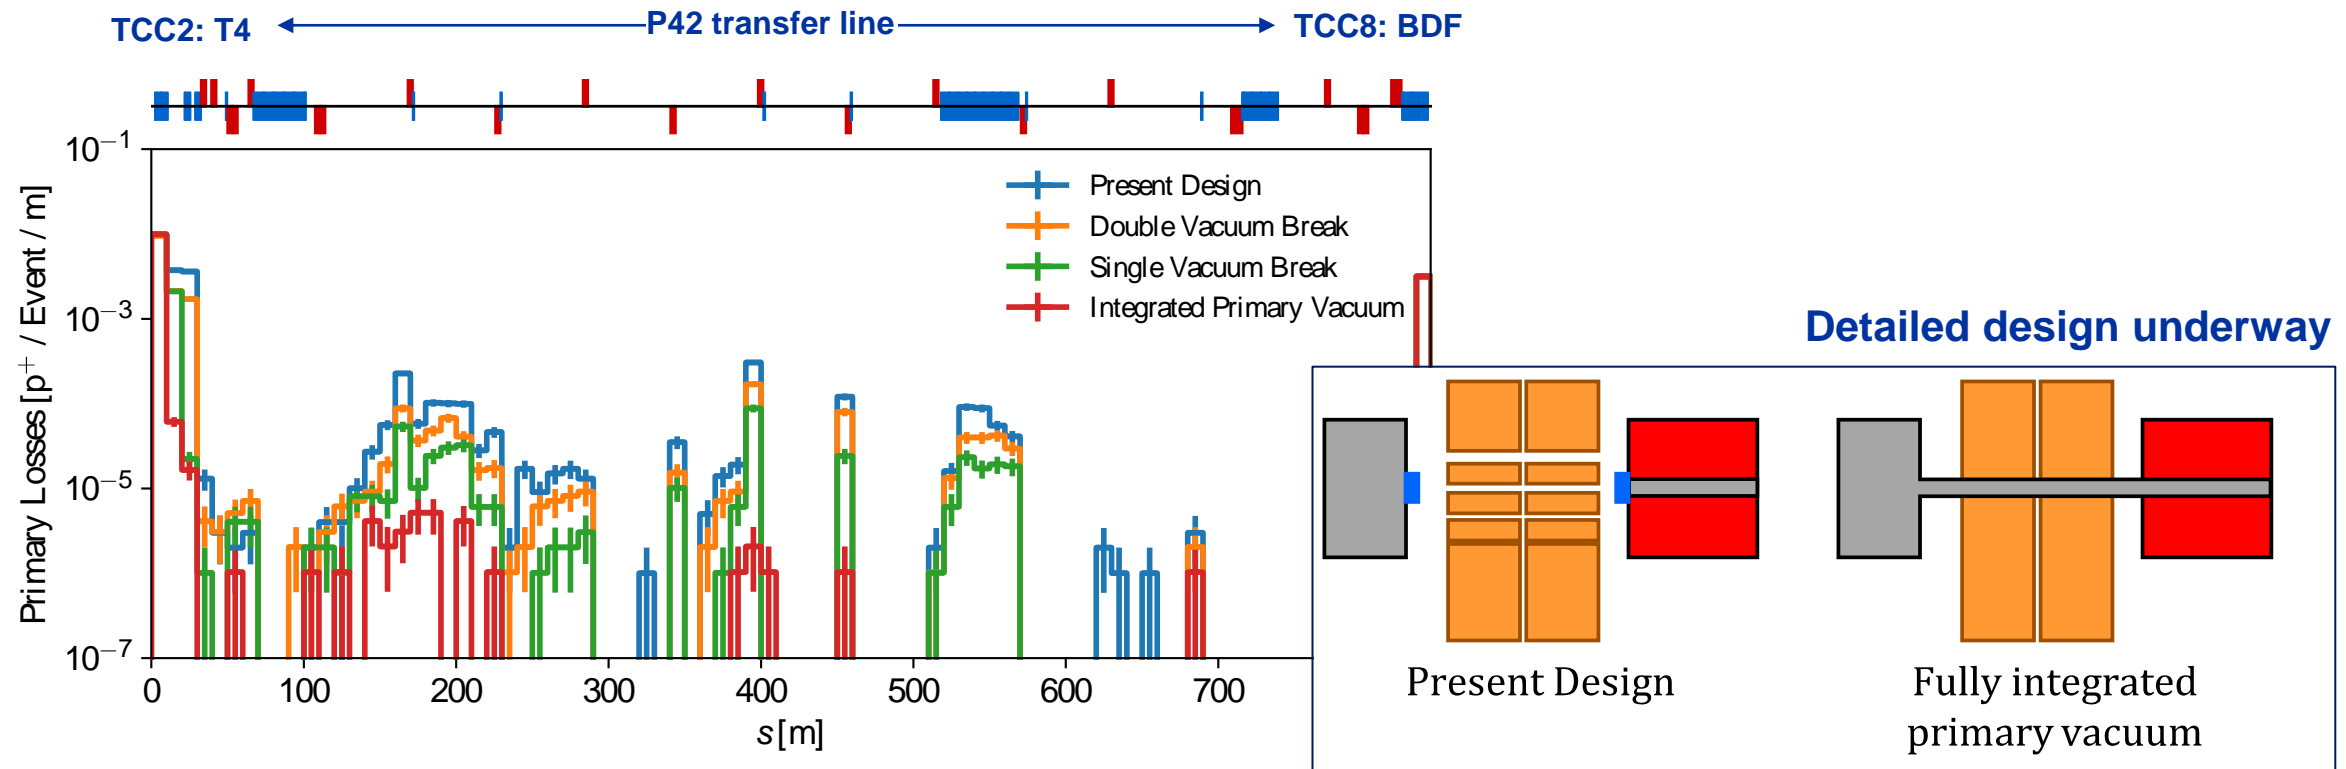 TCC2: T4
P42 transfer line
TCC8: BDF
10⁻¹
10⁻³
10⁻⁵
10⁻⁷
Primary Losses [p⁺ / Event / m]
Present Design
Double Vacuum Break
Single Vacuum Break
Integrated Primary Vacuum
0 100 200 300 400 500 600 700
s [m]
Detailed design underway
Present Design
Fully integrated
primary vacuum